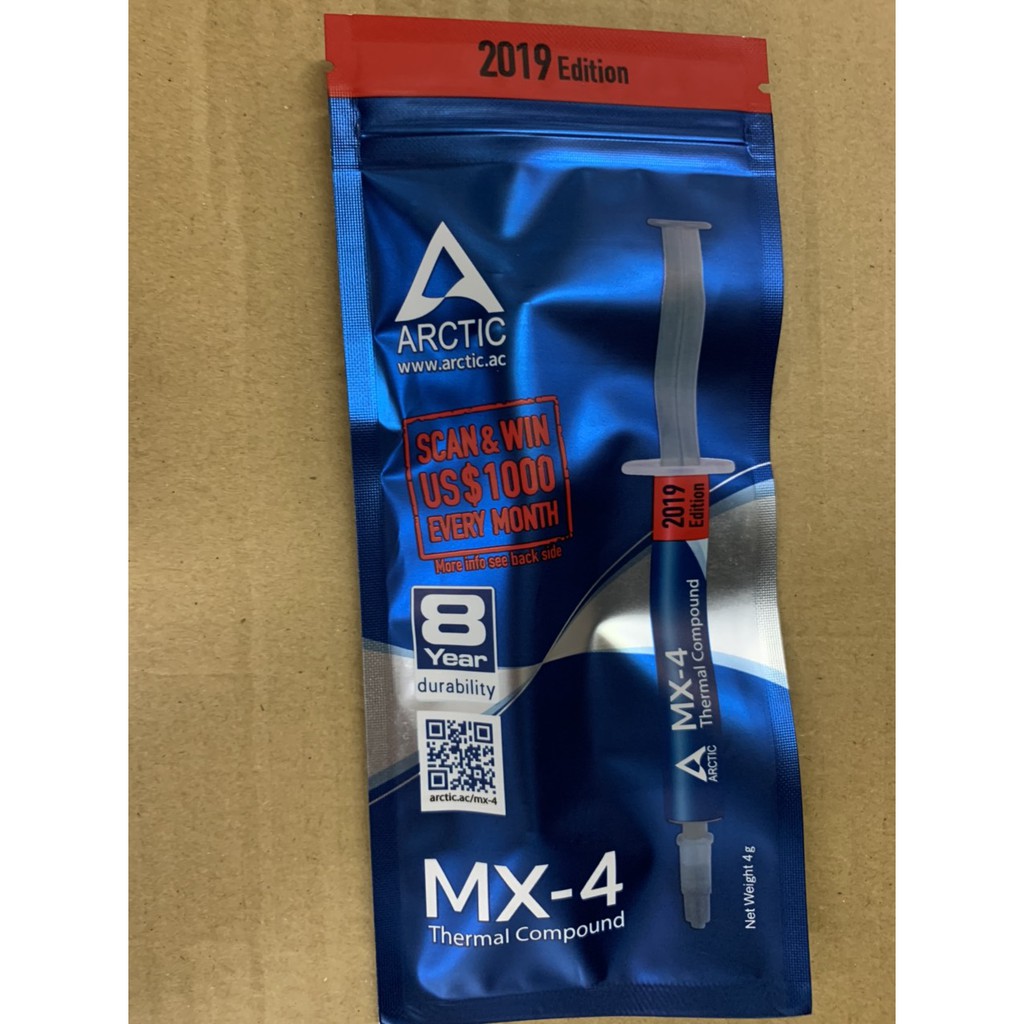 2019 Edition
ARCTIC
www.arctic.ac
SCAN & WIN
US$1000
EVERY MONTH
More info see back side
8
Year
durability
arctic.ac/mx-4
MX-4
Thermal Compound
2019
Edition
MX-4
Thermal Compound
ARCTIC
Net Weight 4 g